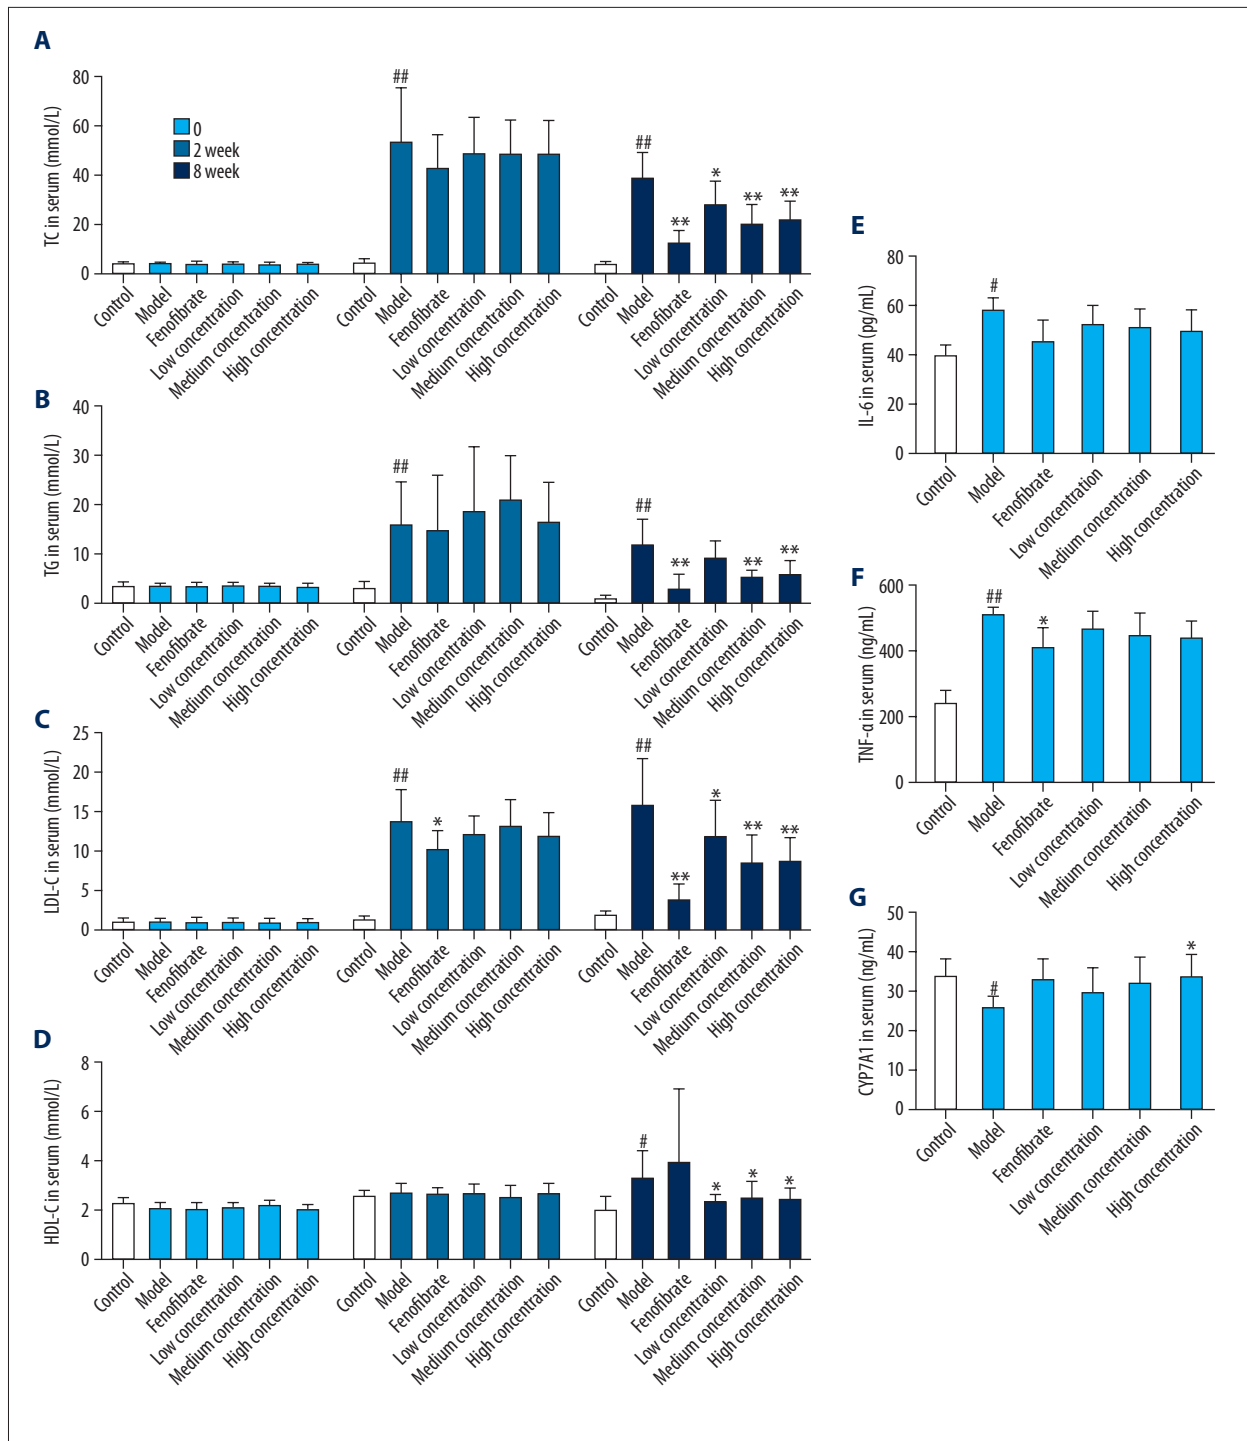 A
TC in serum (mmol/L)
80
60
40
20
0
0
2 week
8 week
##
##
**
*
**
**
Control
Model
Fenofibrate
Low concentration
Medium concentration
High concentration
Control
Model
Fenofibrate
Low concentration
Medium concentration
High concentration
Control
Model
Fenofibrate
Low concentration
Medium concentration
High concentration
B
TG in serum (mmol/L)
40
30
20
10
0
##
##
**
**
**
Control
Model
Fenofibrate
Low concentration
Medium concentration
High concentration
Control
Model
Fenofibrate
Low concentration
Medium concentration
High concentration
Control
Model
Fenofibrate
Low concentration
Medium concentration
High concentration
C
LDL-C in serum (mmol/L)
25
20
15
10
5
0
##
*
##
**
*
**
**
Control
Model
Fenofibrate
Low concentration
Medium concentration
High concentration
Control
Model
Fenofibrate
Low concentration
Medium concentration
High concentration
Control
Model
Fenofibrate
Low concentration
Medium concentration
High concentration
D
HDL-C in serum (mmol/L)
8
6
4
2
0
#
*
*
*
Control
Model
Fenofibrate
Low concentration
Medium concentration
High concentration
Control
Model
Fenofibrate
Low concentration
Medium concentration
High concentration
Control
Model
Fenofibrate
Low concentration
Medium concentration
High concentration
E
IL-6 in serum (pg/mL)
80
60
40
20
0
#
Control
Model
Fenofibrate
Low concentration
Medium concentration
High concentration
F
TNF-α in serum (ng/mL)
600
400
200
0
##
*
Control
Model
Fenofibrate
Low concentration
Medium concentration
High concentration
G
CYP7A1 in serum (ng/mL)
50
40
30
20
10
0
#
*
Control
Model
Fenofibrate
Low concentration
Medium concentration
High concentration